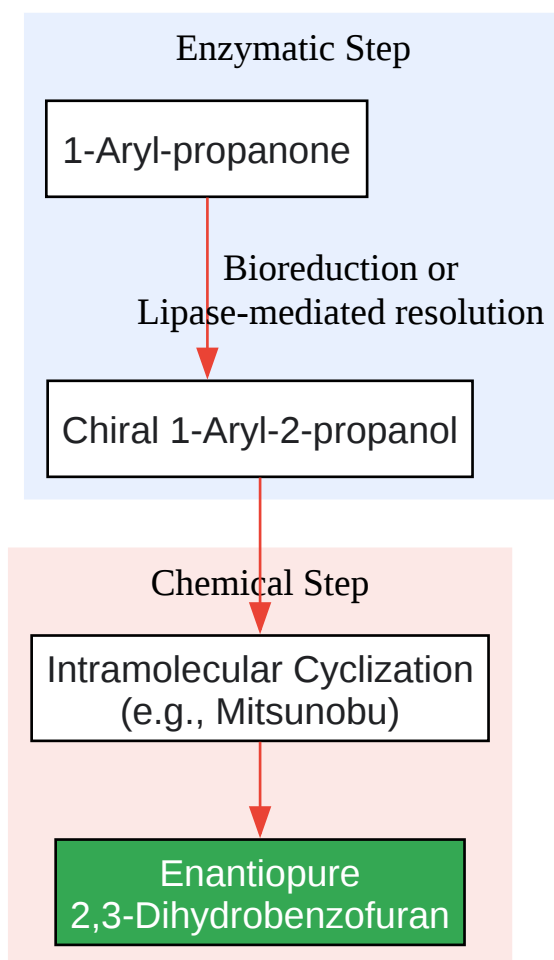 Enzymatic Step
1-Aryl-propanone
Bioreduction or
Lipase-mediated resolution
Chiral 1-Aryl-2-propanol
Chemical Step
Intramolecular Cyclization
(e.g., Mitsunobu)
Enantiopure
2,3-Dihydrobenzofuran